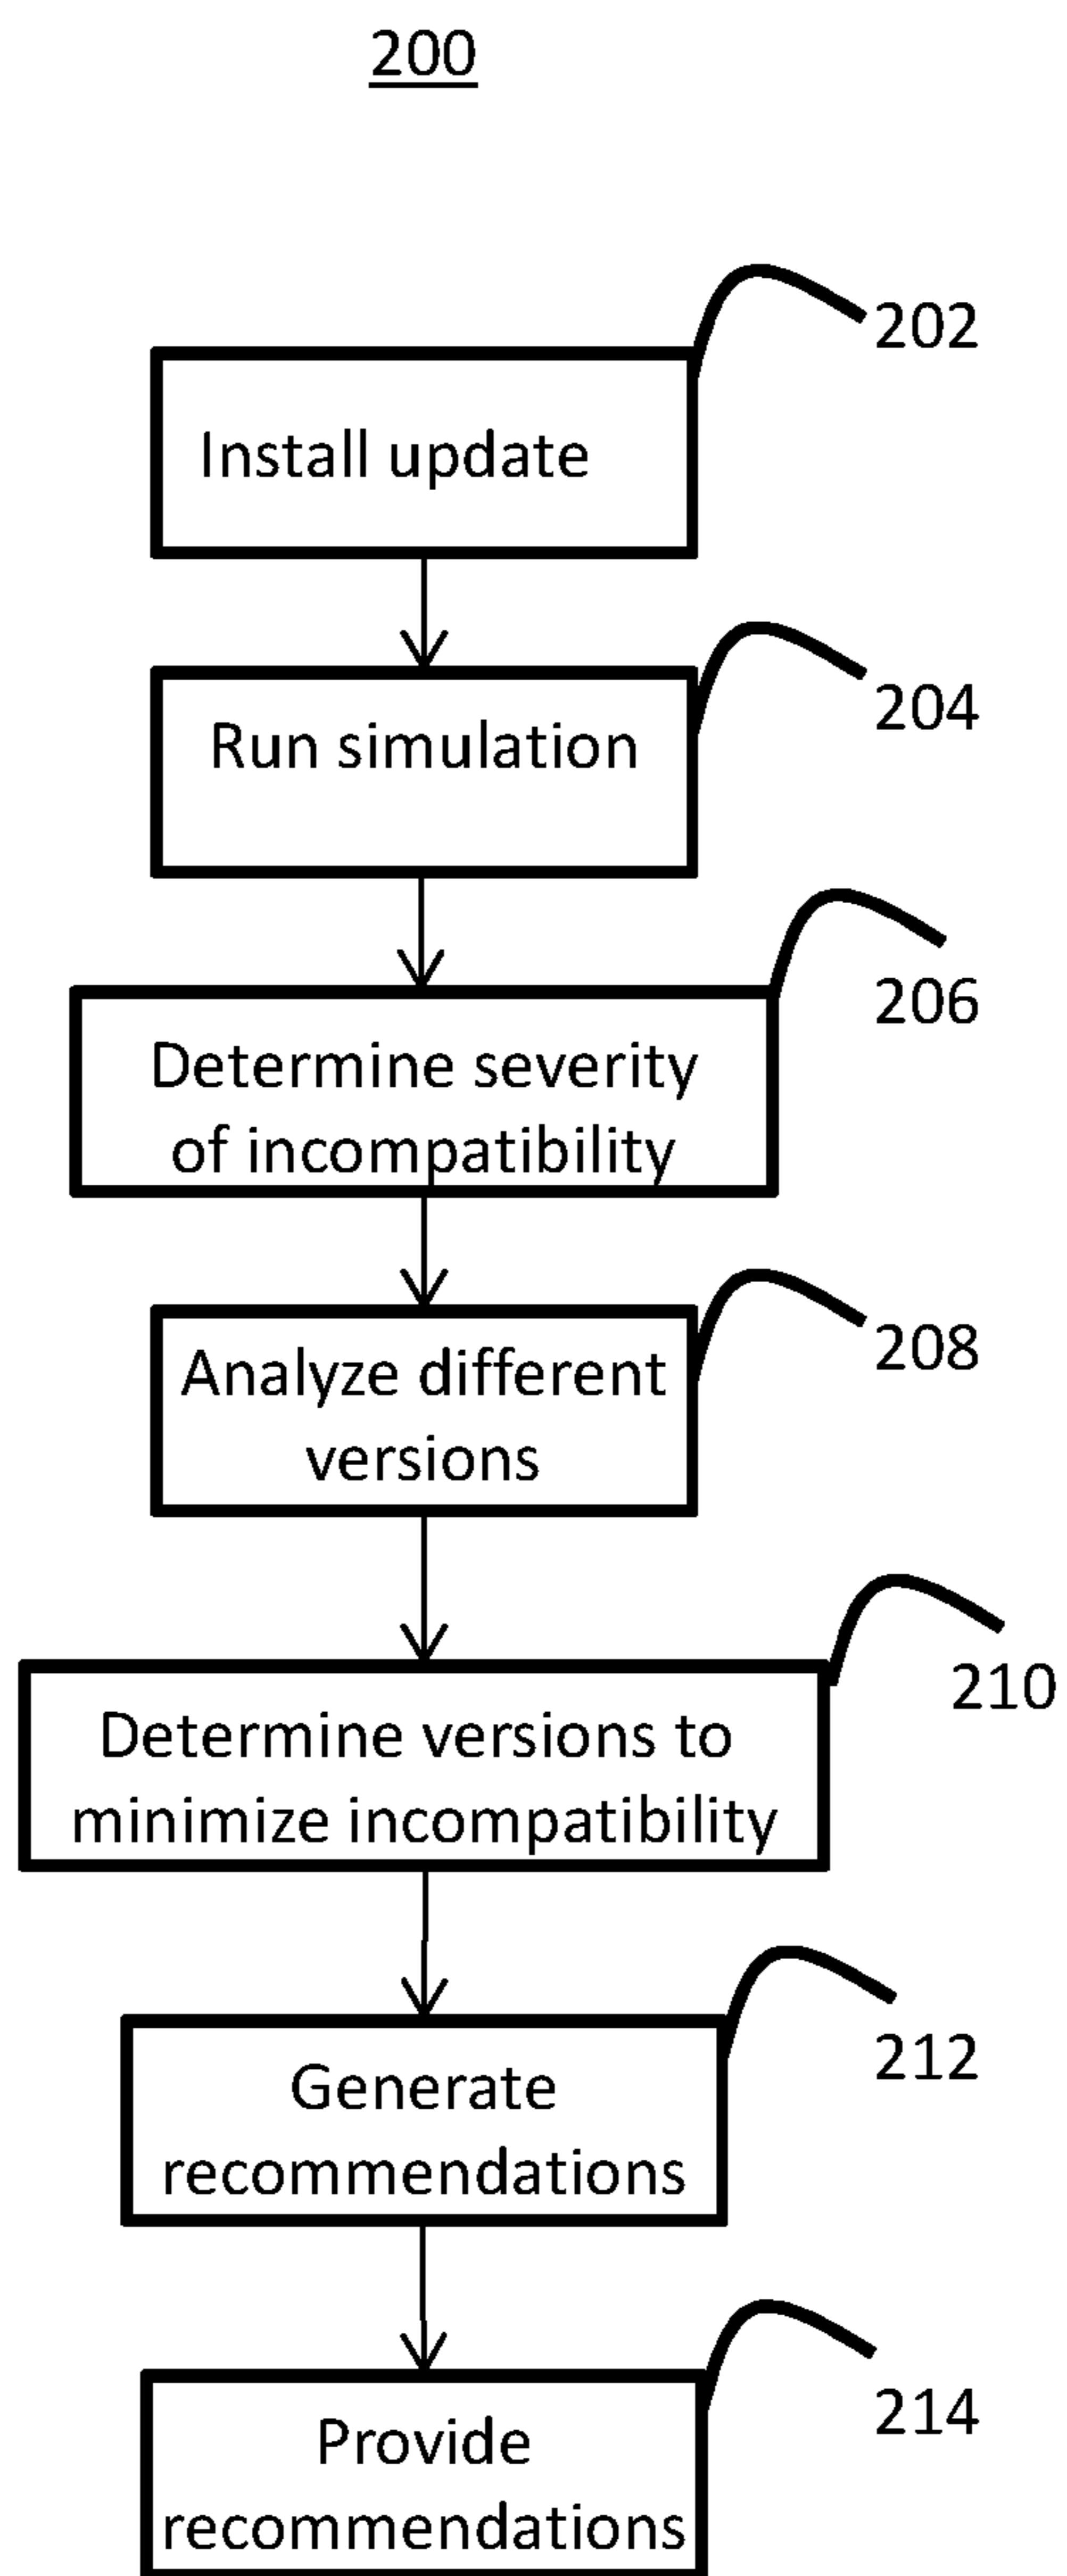 200
202
Install update
204
Run simulation
206
Determine severity
of incompatibility
208
Analyze different
versions
210
Determine versions to
minimize incompatibility
212
Generate
recommendations
214
Provide
recommendations